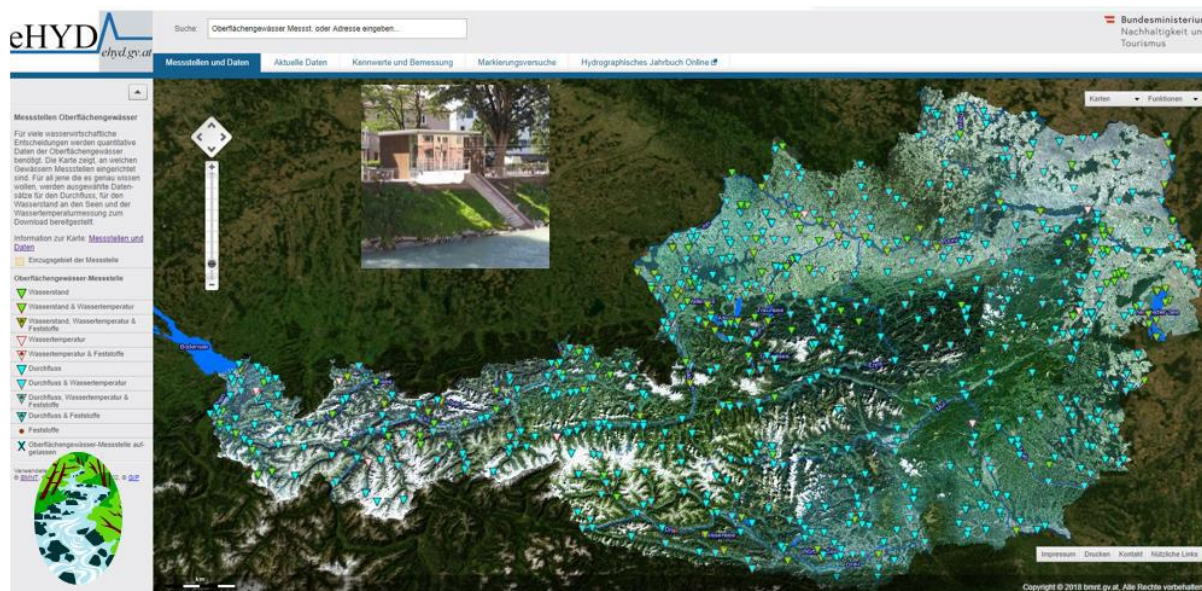 eHYD
ehyd.gv.at
Suche:
Oberflächengewässer Messst. oder Adresse eingeben...
Bundesministerium
Nachhaltigkeit un
Tourismus
Messstellen und Daten
Aktuelle Daten
Kennwerte und Bemessung
Markierungsversuche
Hydrographisches Jahrbuch Online
Karten
Funktionen
Messstellen Oberflächengewässer
Für viele wasserwirtschaftliche
Entscheidungen werden quantitative
Daten der Oberflächengewässer
benötigt. Die Karte zeigt, an welchen
Gewässern Messstellen eingerichtet
sind. Für all jene die es genau wissen
wollen, werden ausgewählte Daten-
sätze für den Durchfluss, für den
Wasserstand an den Seen und der
Wassertemperaturmessung zum
Download bereitgestellt.
Information zur Karte: Messstellen und
Daten
Einzugsgebiet der Messstelle
Oberflächengewässer-Messstelle
Wasserstand
Wasserstand & Wassertemperatur
Wasserstand, Wassertemperatur &
Feststoffe
Wassertemperatur
Wassertemperatur & Feststoffe
Durchfluss
Durchfluss & Wassertemperatur
Durchfluss, Wassertemperatur &
Feststoffe
Durchfluss & Feststoffe
Feststoffe
Oberflächengewässer-Messstelle auf-
gelassen
© BMNT
© GIP
Bodensee
Traunsee
km
Impressum
Drucken
Kontakt
Nützliche Links
Copyright © 2018 bmnt.gv.at, Alle Rechte vorbehalten